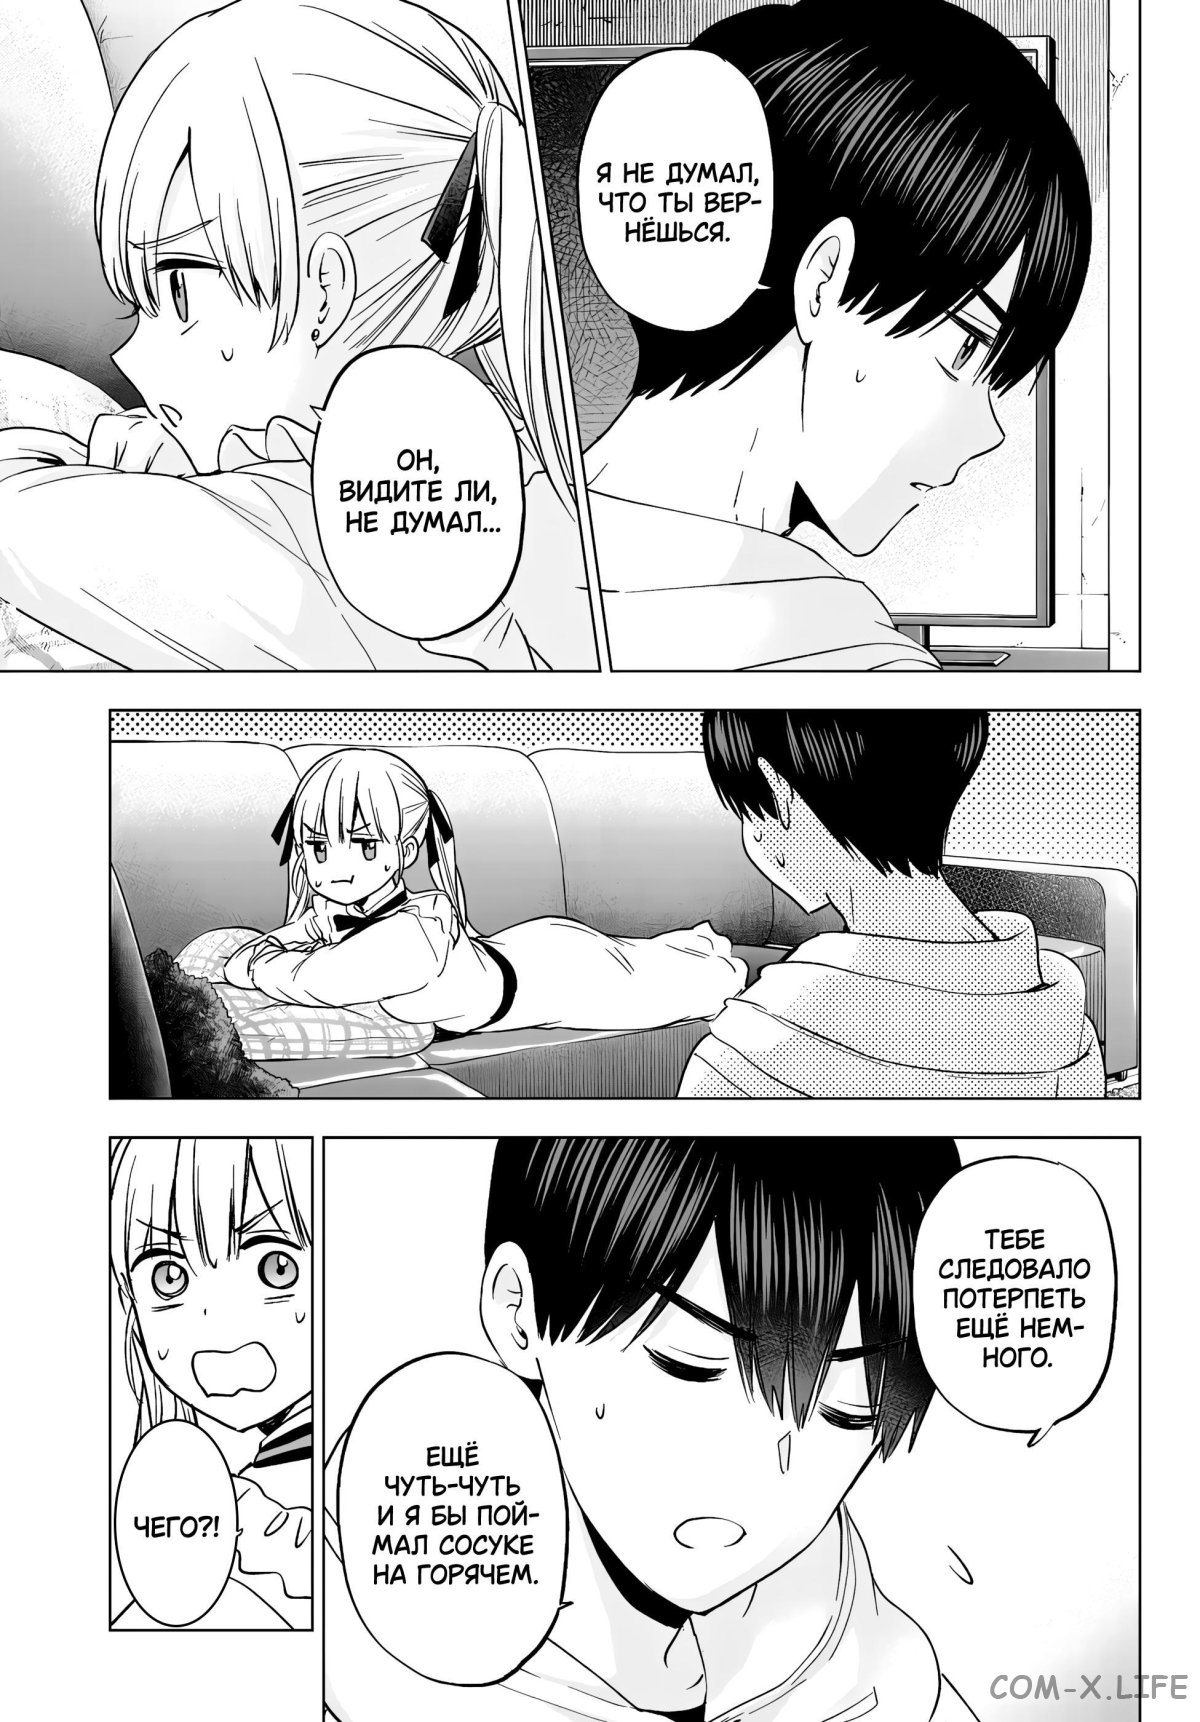 Я НЕ ДУМАЛ,
ЧТО ТЫ ВЕР-
НЁШЬСЯ.
ОН,
ВИДИТЕ ЛИ,
НЕ ДУМАЛ...
ТЕБЕ
СЛЕДОВАЛО
ПОТЕРПЕТЬ
ЕЩЁ НЕМ-
НОГО.
ЕЩЁ
ЧУТЬ-ЧУТЬ
И Я БЫ ПОЙ-
МАЛ СОСУКЕ
НА ГОРЯЧЕМ.
ЧЕГО?!
COM-X.LIFE